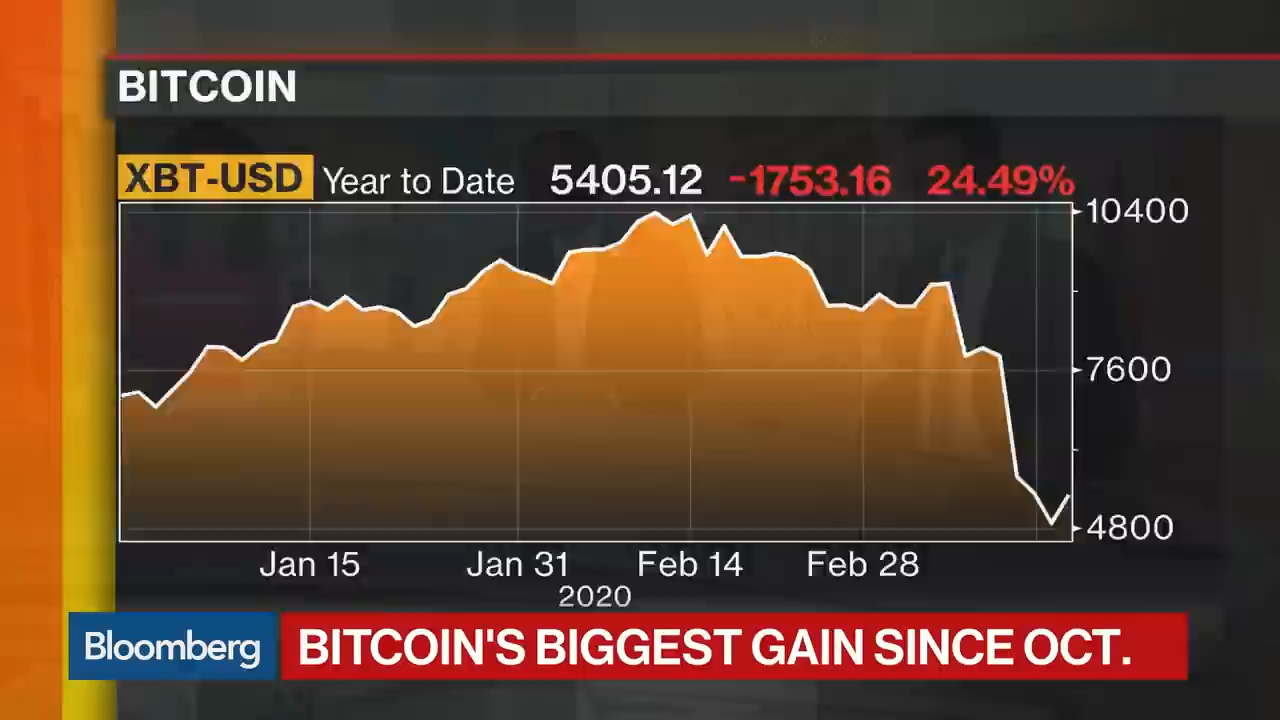 BITCOIN
XBT-USD Year to Date 5405.12 -1753.16 24.49%
10400
7600
4800
Jan 15 Jan 31 Feb 14 Feb 28
2020
Bloomberg BITCOIN'S BIGGEST GAIN SINCE OCT.